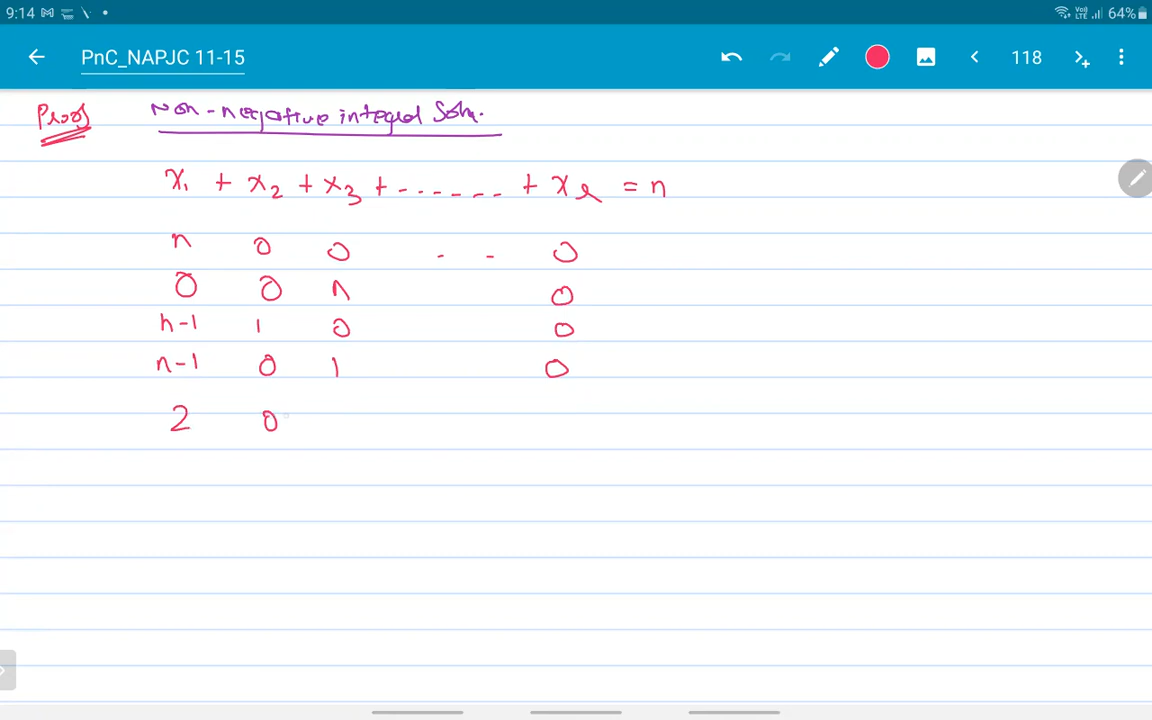 9:14 64%
PnC_NAPJC 11-15 118
Proof Non-negative integral Soln.
x₁ + x₂ + x₃ + ....... + xᵣ = n
n 0 0 . . 0
0 0 n 0
n-1 1 0 0
n-1 0 1 0
2 0